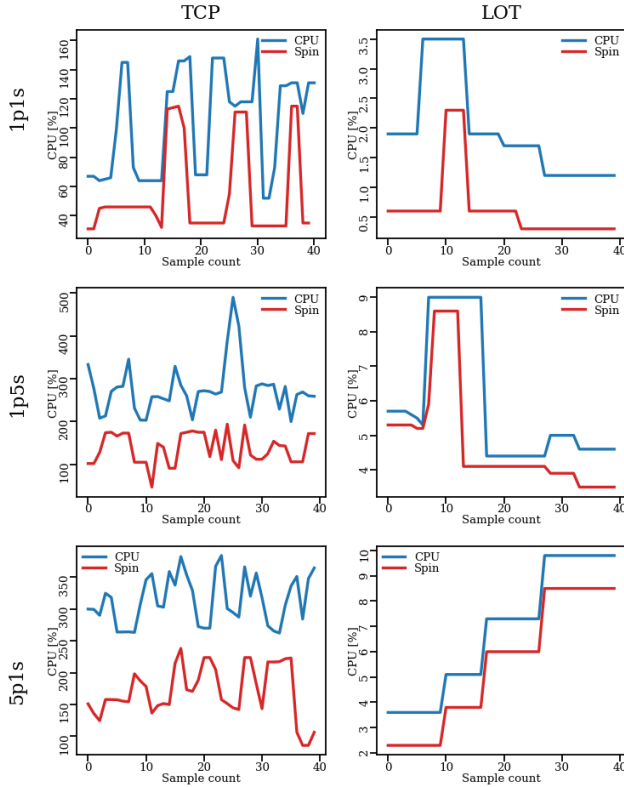 TCP
LOT
1p1s
CPU [%]
160
140
120
100
80
60
40
CPU
Spin
0 10 20 30 40
Sample count
CPU [%]
3.5
3.0
2.5
2.0
1.5
1.0
0.5
CPU
Spin
0 10 20 30 40
Sample count
1p5s
CPU [%]
500
400
300
200
100
CPU
Spin
0 10 20 30 40
Sample count
CPU [%]
9
8
7
6
5
4
CPU
Spin
0 10 20 30 40
Sample count
5p1s
CPU [%]
350
300
250
200
150
100
CPU
Spin
0 10 20 30 40
Sample count
CPU [%]
10
9
8
7
6
5
4
3
2
CPU
Spin
0 10 20 30 40
Sample count